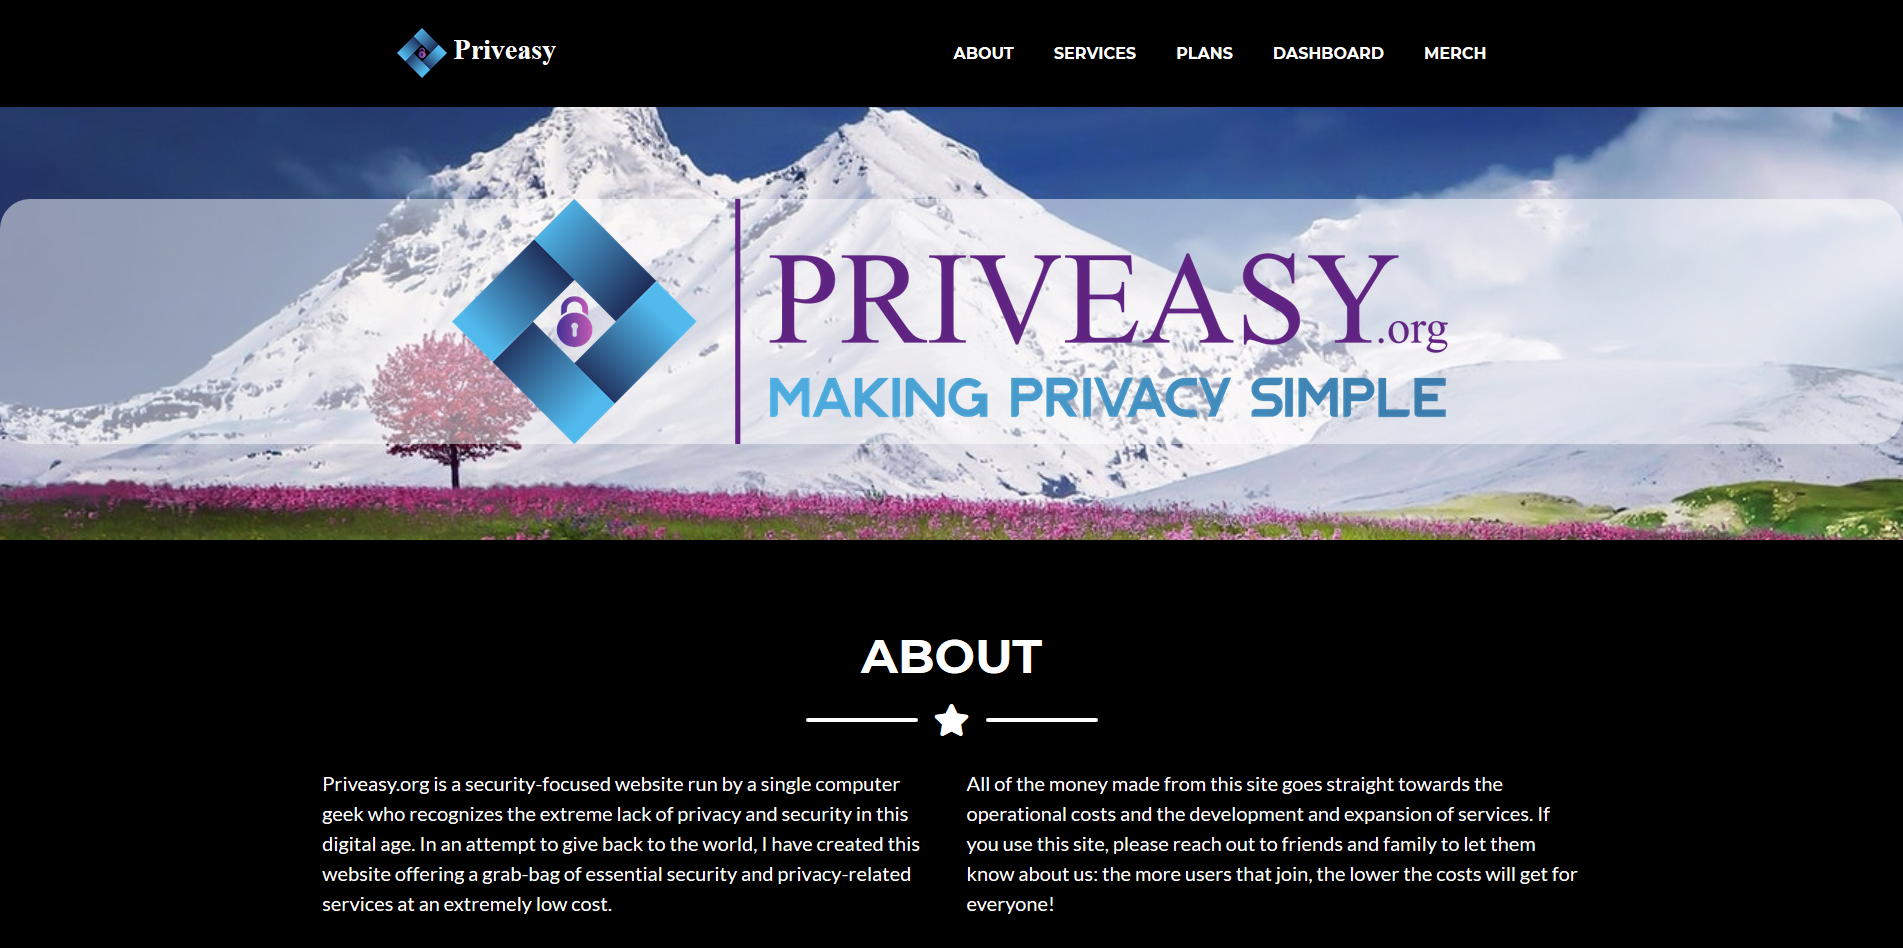 Priveasy
ABOUT SERVICES PLANS DASHBOARD MERCH
PRIVEASY.org
MAKING PRIVACY SIMPLE
ABOUT
Priveasy.org is a security-focused website run by a single computer
geek who recognizes the extreme lack of privacy and security in this
digital age. In an attempt to give back to the world, I have created this
website offering a grab-bag of essential security and privacy-related
services at an extremely low cost.
All of the money made from this site goes straight towards the
operational costs and the development and expansion of services. If
you use this site, please reach out to friends and family to let them
know about us: the more users that join, the lower the costs will get for
everyone!